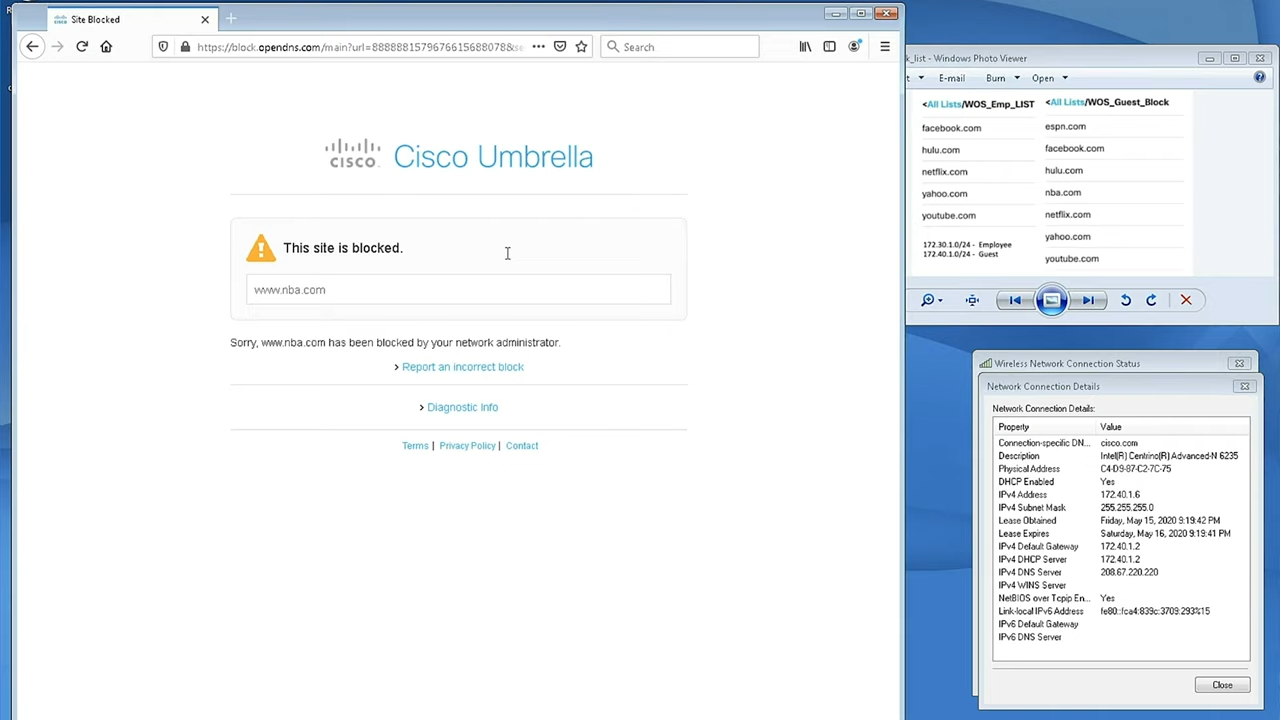 Site Blocked
https://block.opendns.com/main?url=8888881579676615688078&
Search
cisco
Cisco Umbrella
This site is blocked.
www.nba.com
Sorry, www.nba.com has been blocked by your network administrator.
> Report an incorrect block
> Diagnostic Info
Terms | Privacy Policy | Contact
k_list - Windows Photo Viewer
E-mail Burn Open
<All Lists/WOS_Emp_LIST
facebook.com
hulu.com
netflix.com
yahoo.com
youtube.com
172.30.1.0/24 - Employee
172.40.1.0/24 - Guest
<All Lists/WOS_Guest_Block
espn.com
facebook.com
hulu.com
nba.com
netflix.com
yahoo.com
youtube.com
Wireless Network Connection Status
Network Connection Details
Network Connection Details:
Property Value
Connection-specific DN... cisco.com
Description Intel(R) Centrino(R) Advanced-N 6235
Physical Address C4-D9-87-C2-7C-75
DHCP Enabled Yes
IPv4 Address 172.40.1.6
IPv4 Subnet Mask 255.255.255.0
Lease Obtained Friday, May 15, 2020 9:19:42 PM
Lease Expires Saturday, May 16, 2020 9:19:41 PM
IPv4 Default Gateway 172.40.1.2
IPv4 DHCP Server 172.40.1.2
IPv4 DNS Server 208.67.220.220
IPv4 WINS Server
NetBIOS over Tcpip En... Yes
Link-local IPv6 Address fe80::fca4:839c:3709:293%15
IPv6 Default Gateway
IPv6 DNS Server
Close